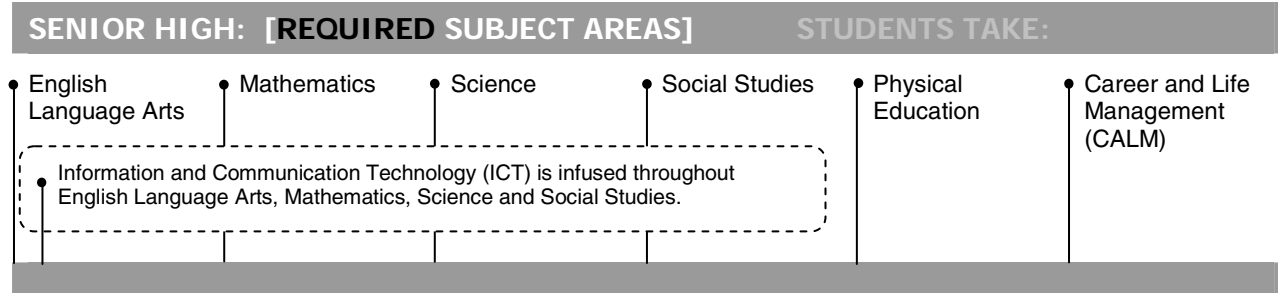 SENIOR HIGH: [REQUIRED SUBJECT AREAS] STUDENTS TAKE:
English
Language Arts
Mathematics
Science
Social Studies
Physical
Education
Career and Life
Management
(CALM)
Information and Communication Technology (ICT) is infused throughout
English Language Arts, Mathematics, Science and Social Studies.